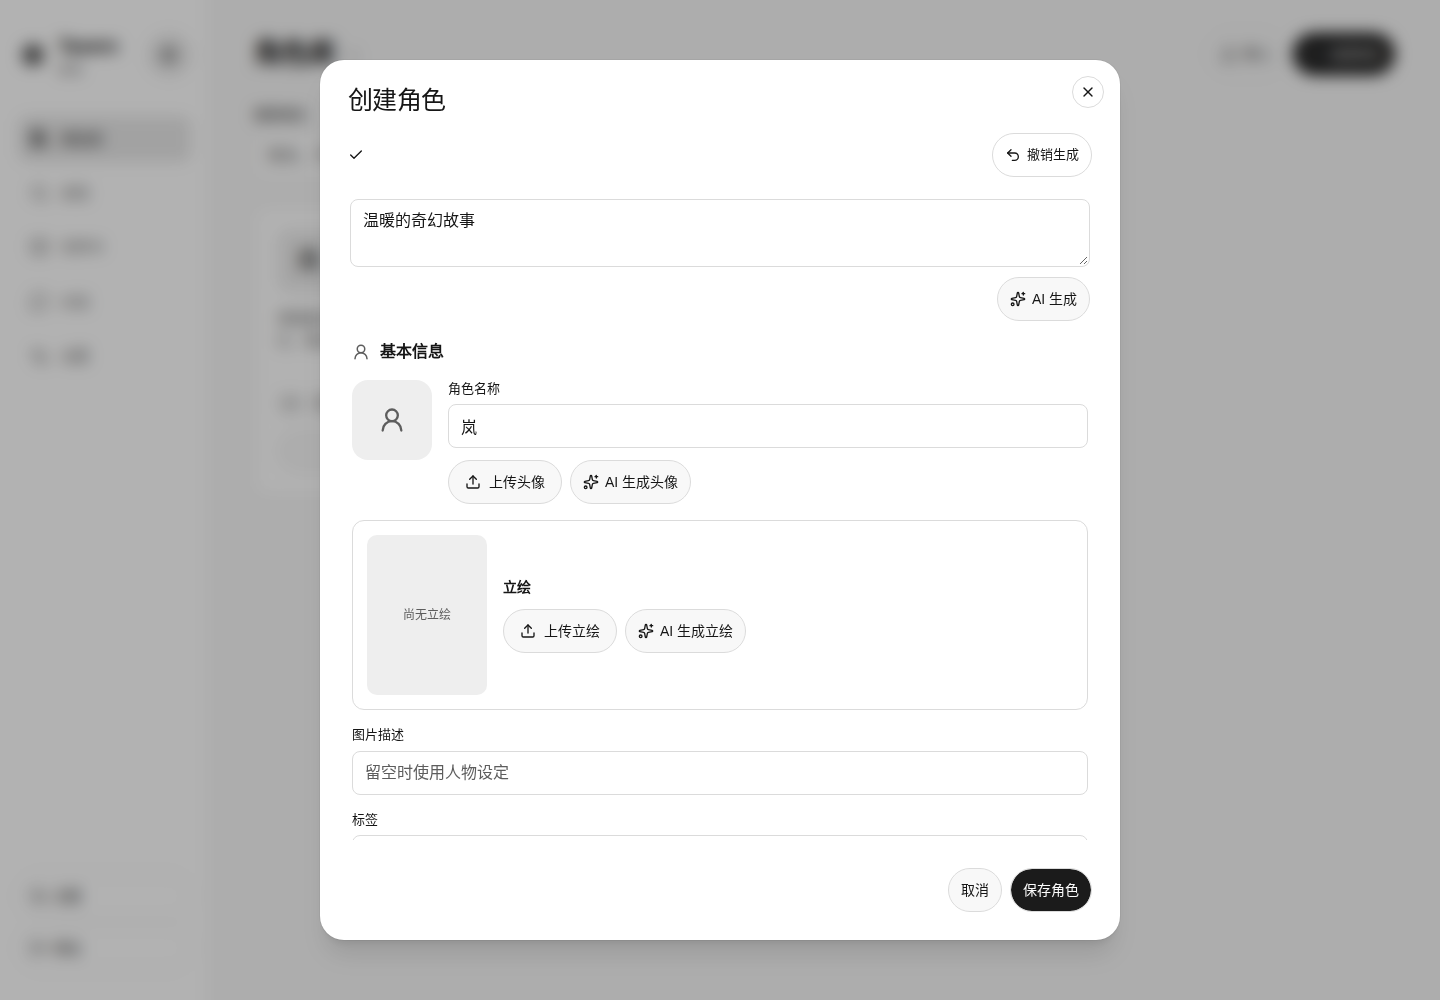 创建角色
撤销生成
温暖的奇幻故事
AI 生成
基本信息
角色名称
岚
上传头像
AI 生成头像
尚无立绘
立绘
上传立绘
AI 生成立绘
图片描述
留空时使用人物设定
标签
取消
保存角色